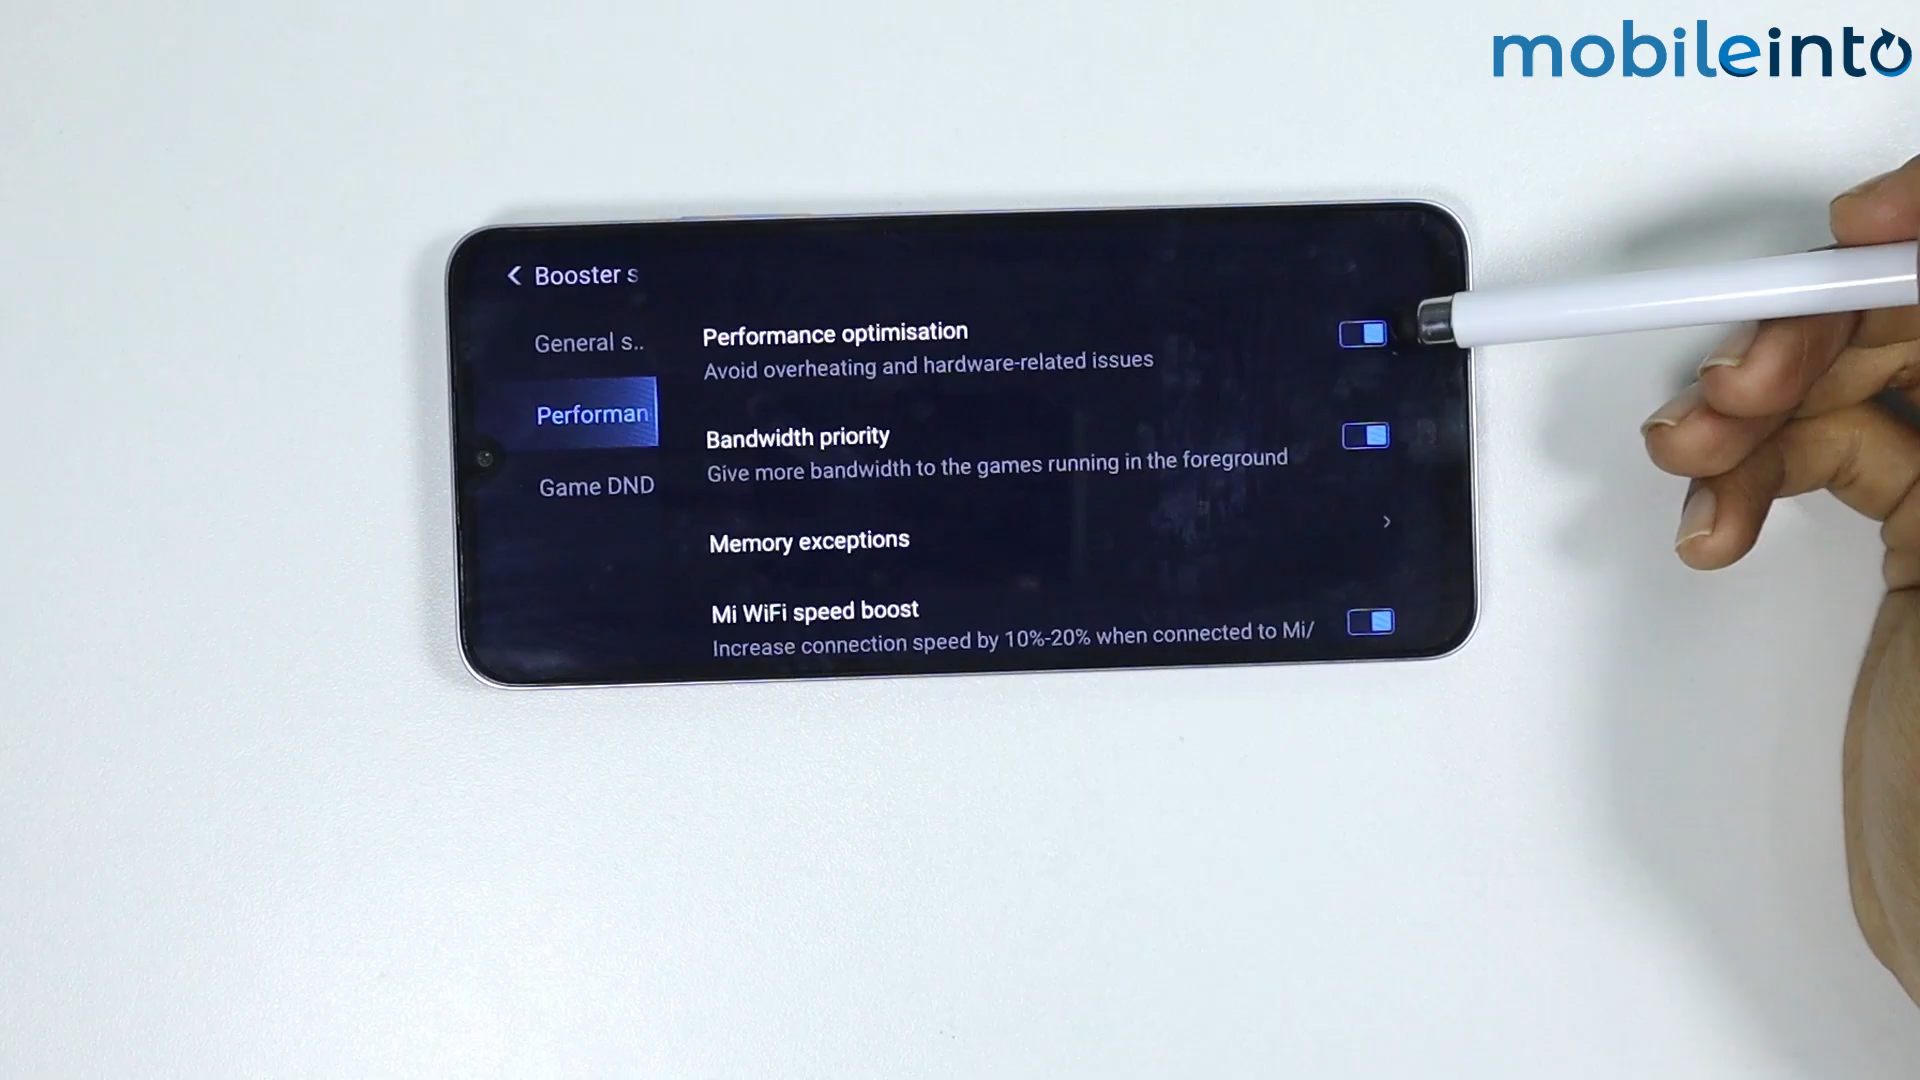 mobileinto
Booster s
General s..
Performan
Game DND
Performance optimisation
Avoid overheating and hardware-related issues
Bandwidth priority
Give more bandwidth to the games running in the foreground
Memory exceptions
Mi WiFi speed boost
Increase connection speed by 10%-20% when connected to Mi/